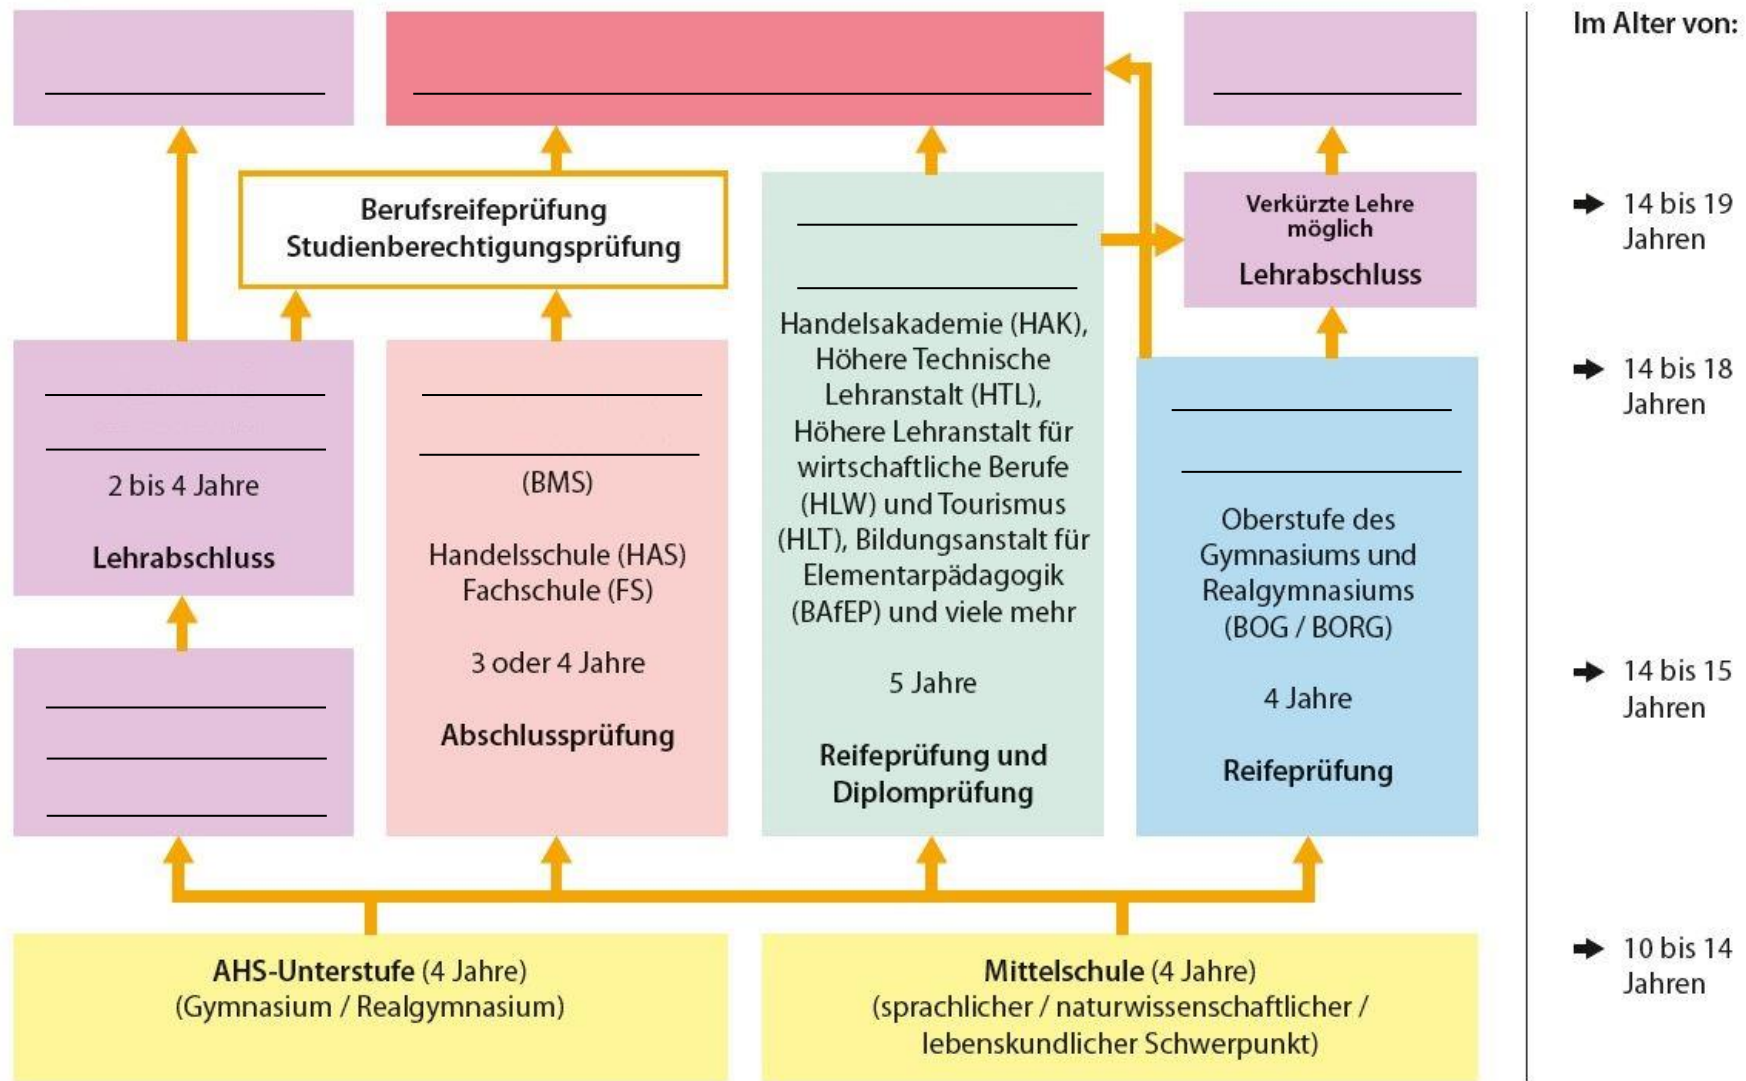 Im Alter von:
Berufsreifeprüfung
Studienberechtigungsprüfung
Verkürzte Lehre
möglich
Lehrabschluss
➔ 14 bis 19
Jahren
2 bis 4 Jahre
Lehrabschluss
(BMS)
Handelsschule (HAS)
Fachschule (FS)
3 oder 4 Jahre
Abschlussprüfung
Handelsakademie (HAK),
Höhere Technische
Lehranstalt (HTL),
Höhere Lehranstalt für
wirtschaftliche Berufe
(HLW) und Tourismus
(HLT), Bildungsanstalt für
Elementarpädagogik
(BAfEP) und viele mehr
5 Jahre
Reifeprüfung und
Diplomprüfung
Oberstufe des
Gymnasiums und
Realgymnasiums
(BOG / BORG)
4 Jahre
Reifeprüfung
➔ 14 bis 18
Jahren
➔ 14 bis 15
Jahren
AHS-Unterstufe (4 Jahre)
(Gymnasium / Realgymnasium)
Mittelschule (4 Jahre)
(sprachlicher / naturwissenschaftlicher /
lebenskundlicher Schwerpunkt)
➔ 10 bis 14
Jahren